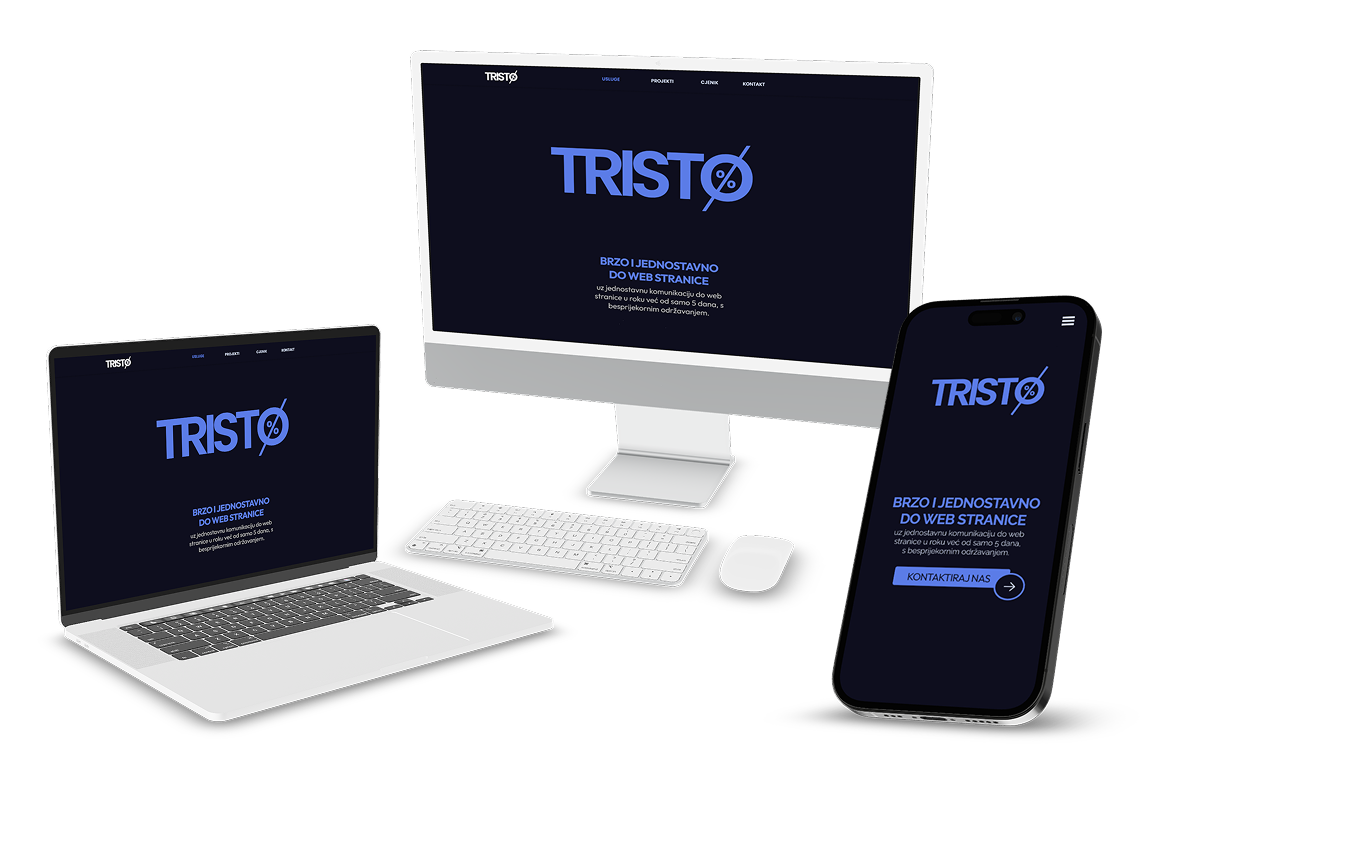 TRISTØ
USLUGE PROJEKTI CJENIK KONTAKT
TRISTØ
BRZO I JEDNOSTAVNO
DO WEB STRANICE
uz jednostavnu komunikaciju do web
stranice u roku već od samo 5 dana, s
besprijekornim održavanjem.
TRISTØ
USLUGE PROJEKTI CJENIK KONTAKT
TRISTØ
BRZO I JEDNOSTAVNO
DO WEB STRANICE
uz jednostavnu komunikaciju do web
stranice u roku već od samo 5 dana, s
besprijekornim održavanjem.
TRISTØ
BRZO I JEDNOSTAVNO
DO WEB STRANICE
uz jednostavnu komunikaciju do web
stranice u roku već od samo 5 dana,
s besprijekornim održavanjem.
KONTAKTIRAJ NAS